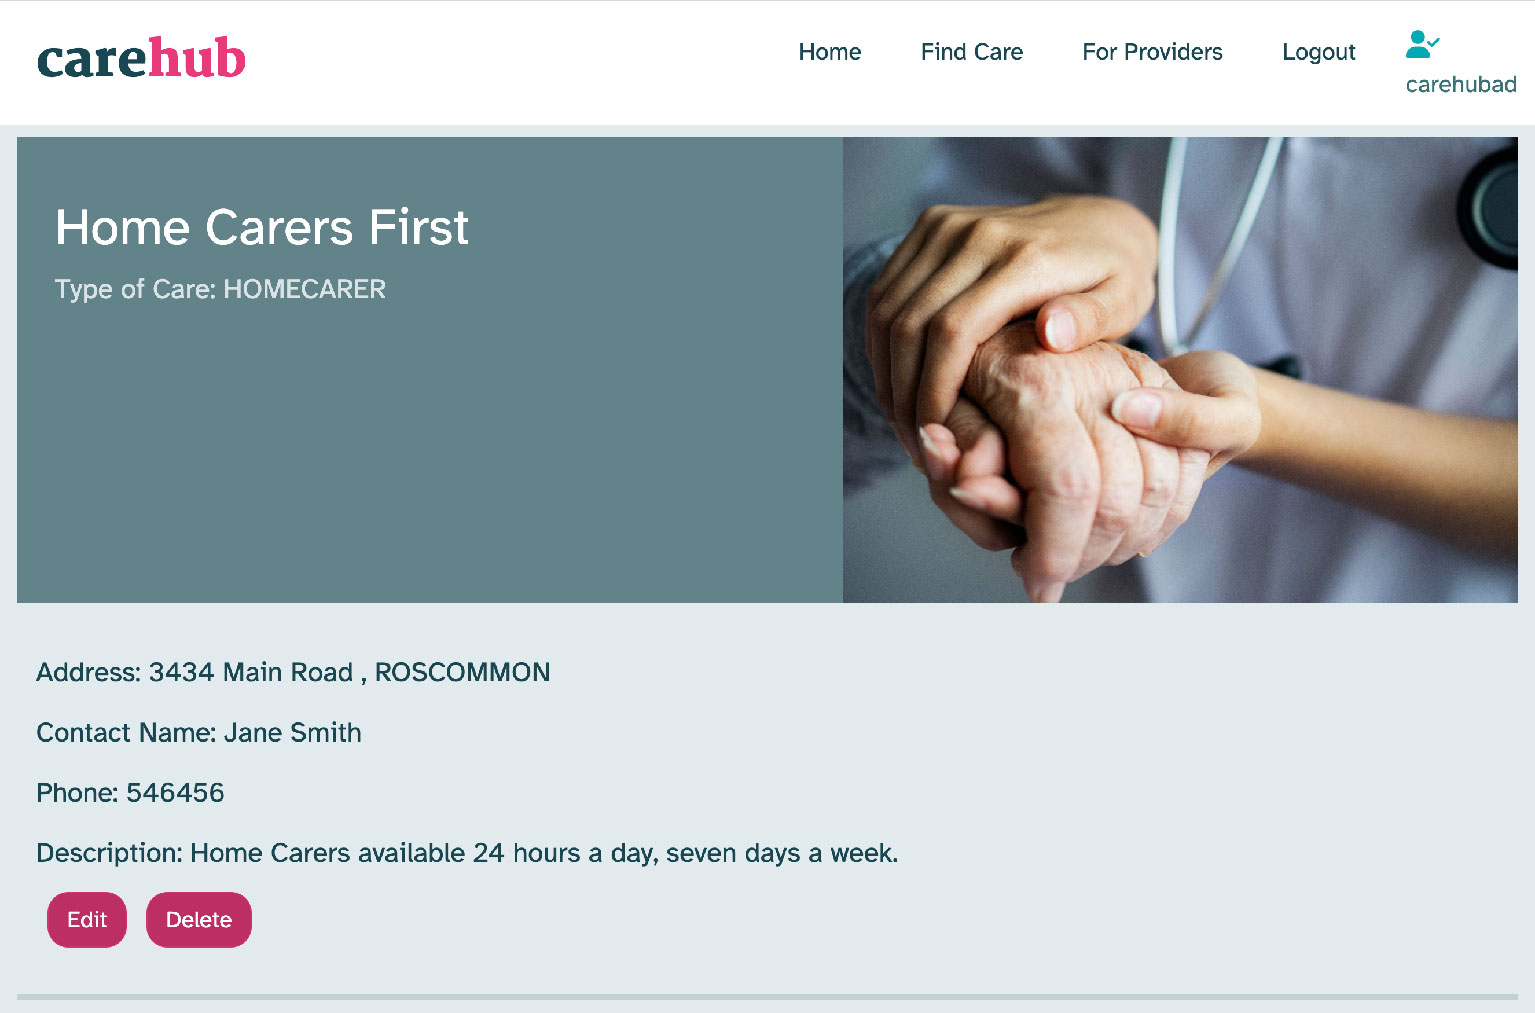 carehub
Home
Find Care
For Providers
Logout
carehubad
Home Carers First
Type of Care: HOMECARER
Address: 3434 Main Road , ROSCOMMON
Contact Name: Jane Smith
Phone: 546456
Description: Home Carers available 24 hours a day, seven days a week.
Edit
Delete